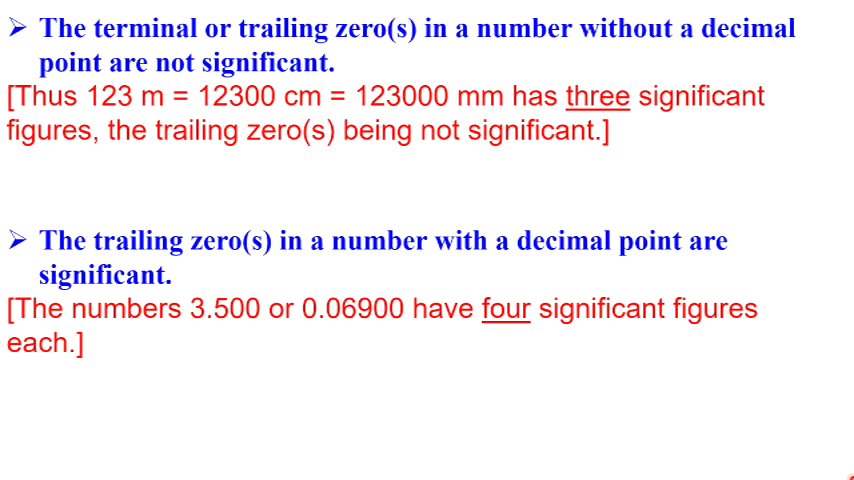 ➢ The terminal or trailing zero(s) in a number without a decimal
point are not significant.
[Thus 123 m = 12300 cm = 123000 mm has three significant
figures, the trailing zero(s) being not significant.]
➢ The trailing zero(s) in a number with a decimal point are
significant.
[The numbers 3.500 or 0.06900 have four significant figures
each.]